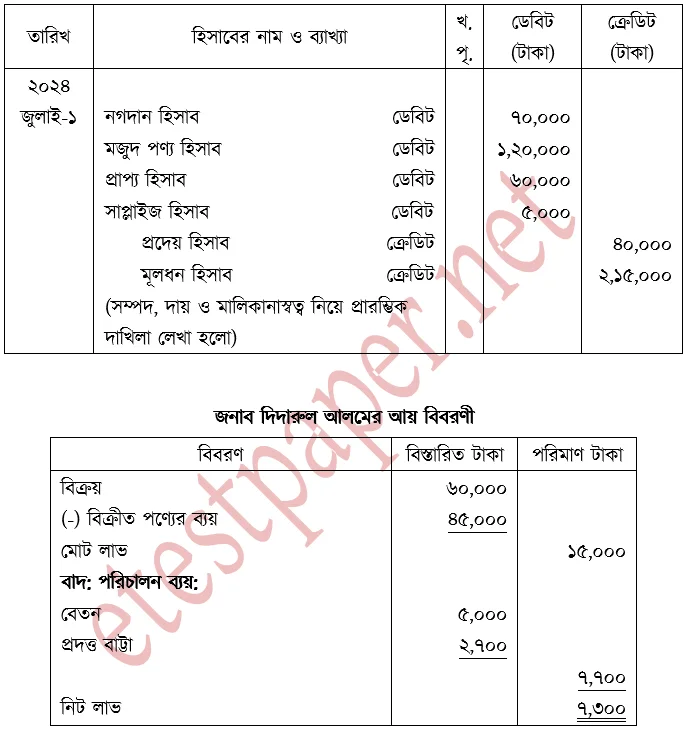 তারিখ হিসাবের নাম ও ব্যাখ্যা খ. পৃ. ডেবিট (টাকা) ক্রেডিট (টাকা)
২০২৪
জুলাই-১ নগদান হিসাব ডেবিট ৭০,০০০
মজুদ পণ্য হিসাব ডেবিট ১,২০,০০০
প্রাপ্য হিসাব ডেবিট ৬০,০০০
সাপ্লাইজ হিসাব ডেবিট ৫,০০০
প্রদেয় হিসাব ক্রেডিট ৪০,০০০
মূলধন হিসাব ক্রেডিট ২,১৫,০০০
(সম্পদ, দায় ও মালিকানাস্বত্ব নিয়ে প্রারম্ভিক
দাখিলা লেখা হলো)
জনাব দিদারুল আলমের আয় বিবরণী
বিবরণ বিস্তারিত টাকা পরিমাণ টাকা
বিক্রয় ৬০,০০০
(-) বিক্রীত পণ্যের ব্যয় ৪৫,০০০
মোট লাভ ১৫,০০০
বাদ: পরিচালন ব্যয়:
বেতন ৫,০০০
প্রদত্ত বাট্টা ২,৭০০
৭,৭০০
নিট লাভ ৭,৩০০
etestpaper.net